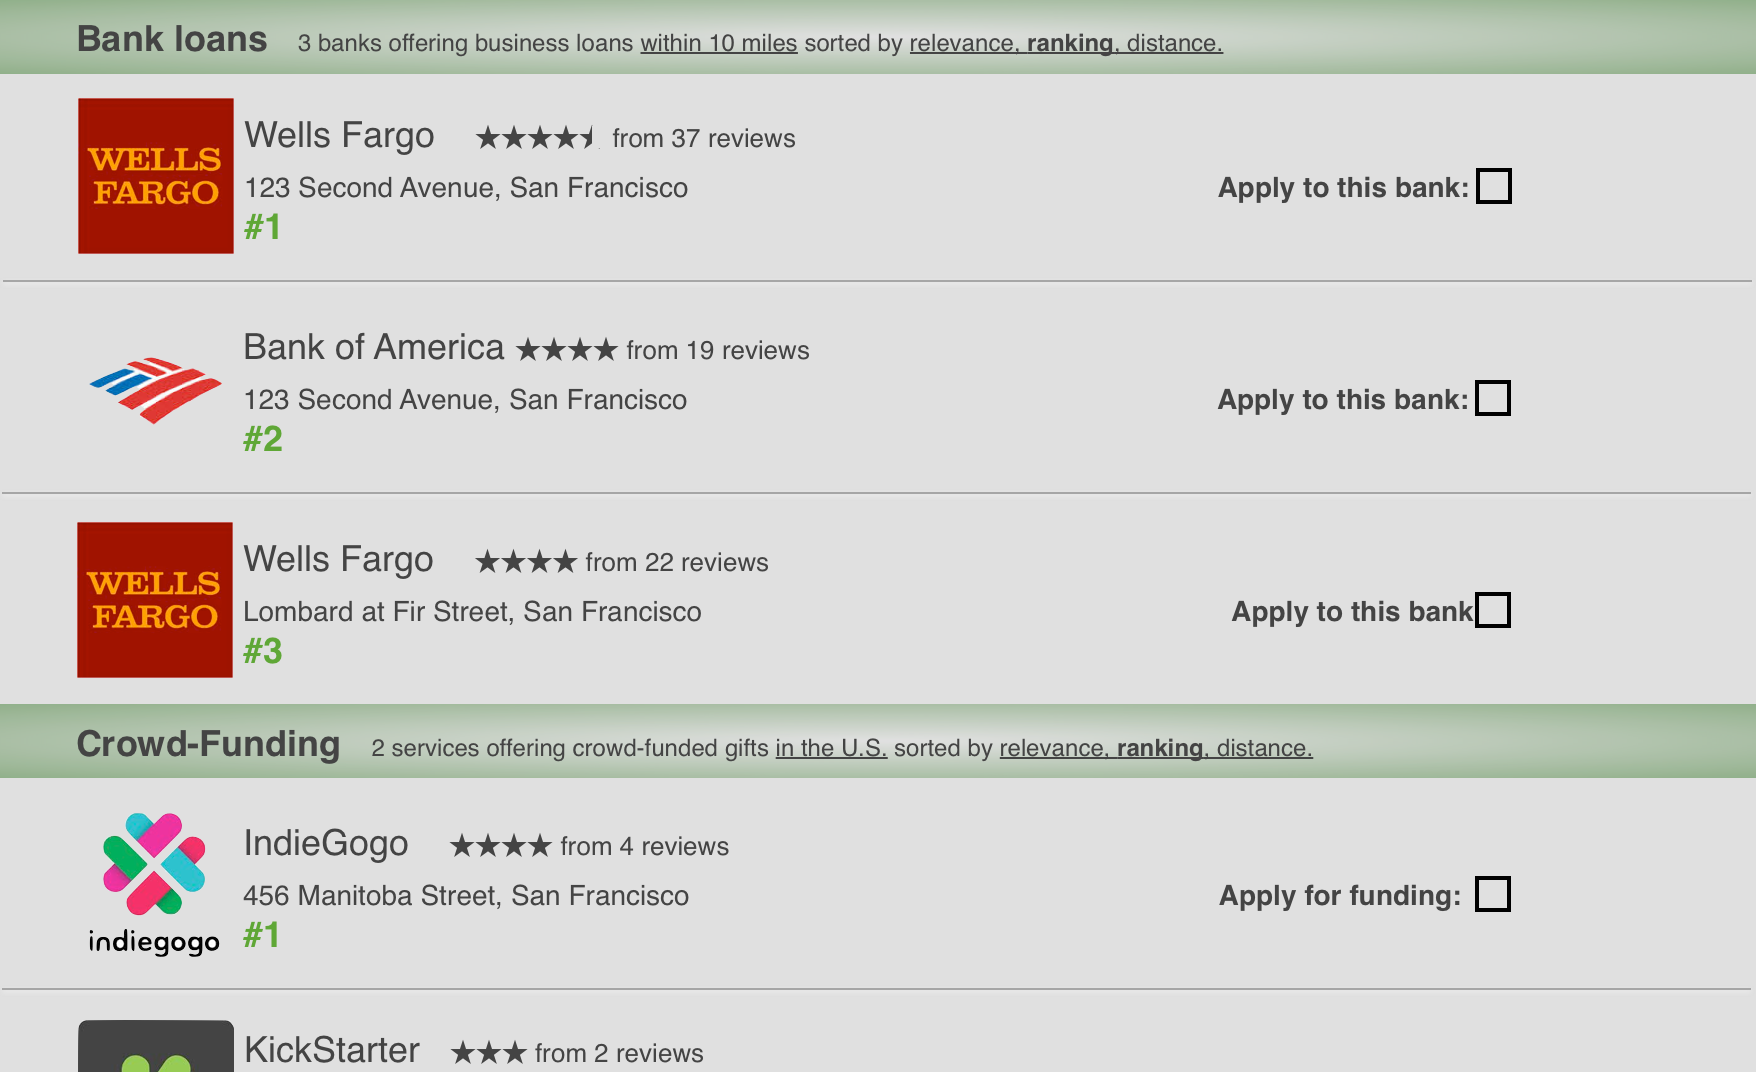 Bank loans 3 banks offering business loans within 10 miles sorted by relevance, ranking, distance.
WELLS
FARGO
Wells Fargo ★★★★⯨ from 37 reviews
123 Second Avenue, San Francisco
#1
Apply to this bank:
Bank of America ★★★★ from 19 reviews
123 Second Avenue, San Francisco
#2
Apply to this bank:
WELLS
FARGO
Wells Fargo ★★★★ from 22 reviews
Lombard at Fir Street, San Francisco
#3
Apply to this bank
Crowd-Funding 2 services offering crowd-funded gifts in the U.S. sorted by relevance, ranking, distance.
indiegogo
IndieGogo ★★★★ from 4 reviews
456 Manitoba Street, San Francisco
#1
Apply for funding:
KickStarter ★★★ from 2 reviews